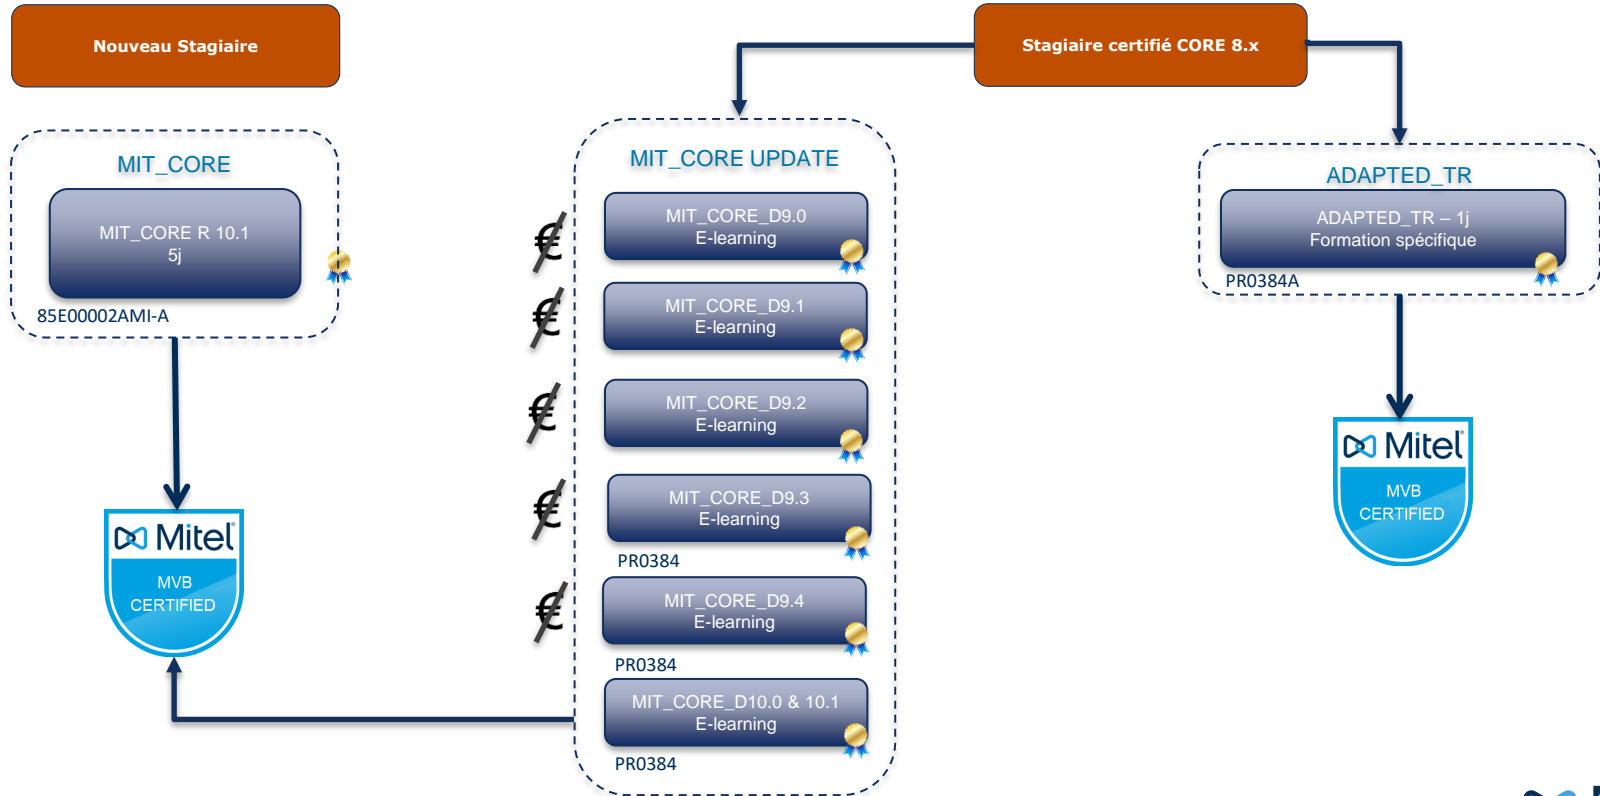 Nouveau Stagiaire
Stagiaire certifié CORE 8.x
MIT_CORE
MIT_CORE R 10.1
5j
85E00002AMI-A
Mitel
MVB
CERTIFIED
MIT_CORE UPDATE
€
MIT_CORE_D9.0
E-learning
€
MIT_CORE_D9.1
E-learning
€
MIT_CORE_D9.2
E-learning
€
MIT_CORE_D9.3
E-learning
PR0384
€
MIT_CORE_D9.4
E-learning
PR0384
MIT_CORE_D10.0 & 10.1
E-learning
PR0384
ADAPTED_TR
ADAPTED_TR – 1j
Formation spécifique
PR0384A
Mitel
MVB
CERTIFIED